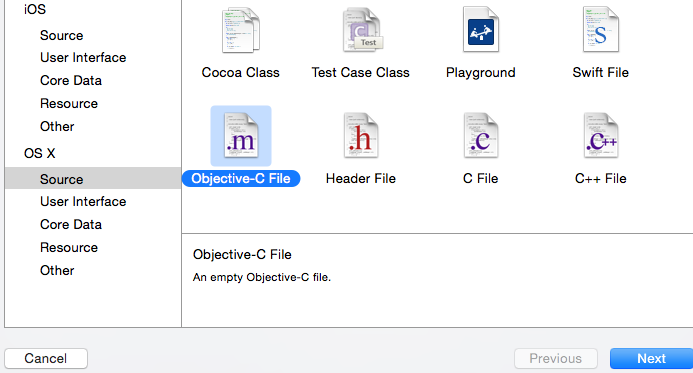 iOS
Source
User Interface
Core Data
Resource
Other
OS X
Source
User Interface
Core Data
Resource
Other
C
Test
S
Cocoa Class
Test Case Class
Playground
Swift File
.m
.h
.c
.c++
Objective-C File
Header File
C File
C++ File
Objective-C File
An empty Objective-C file.
Cancel
Previous
Next